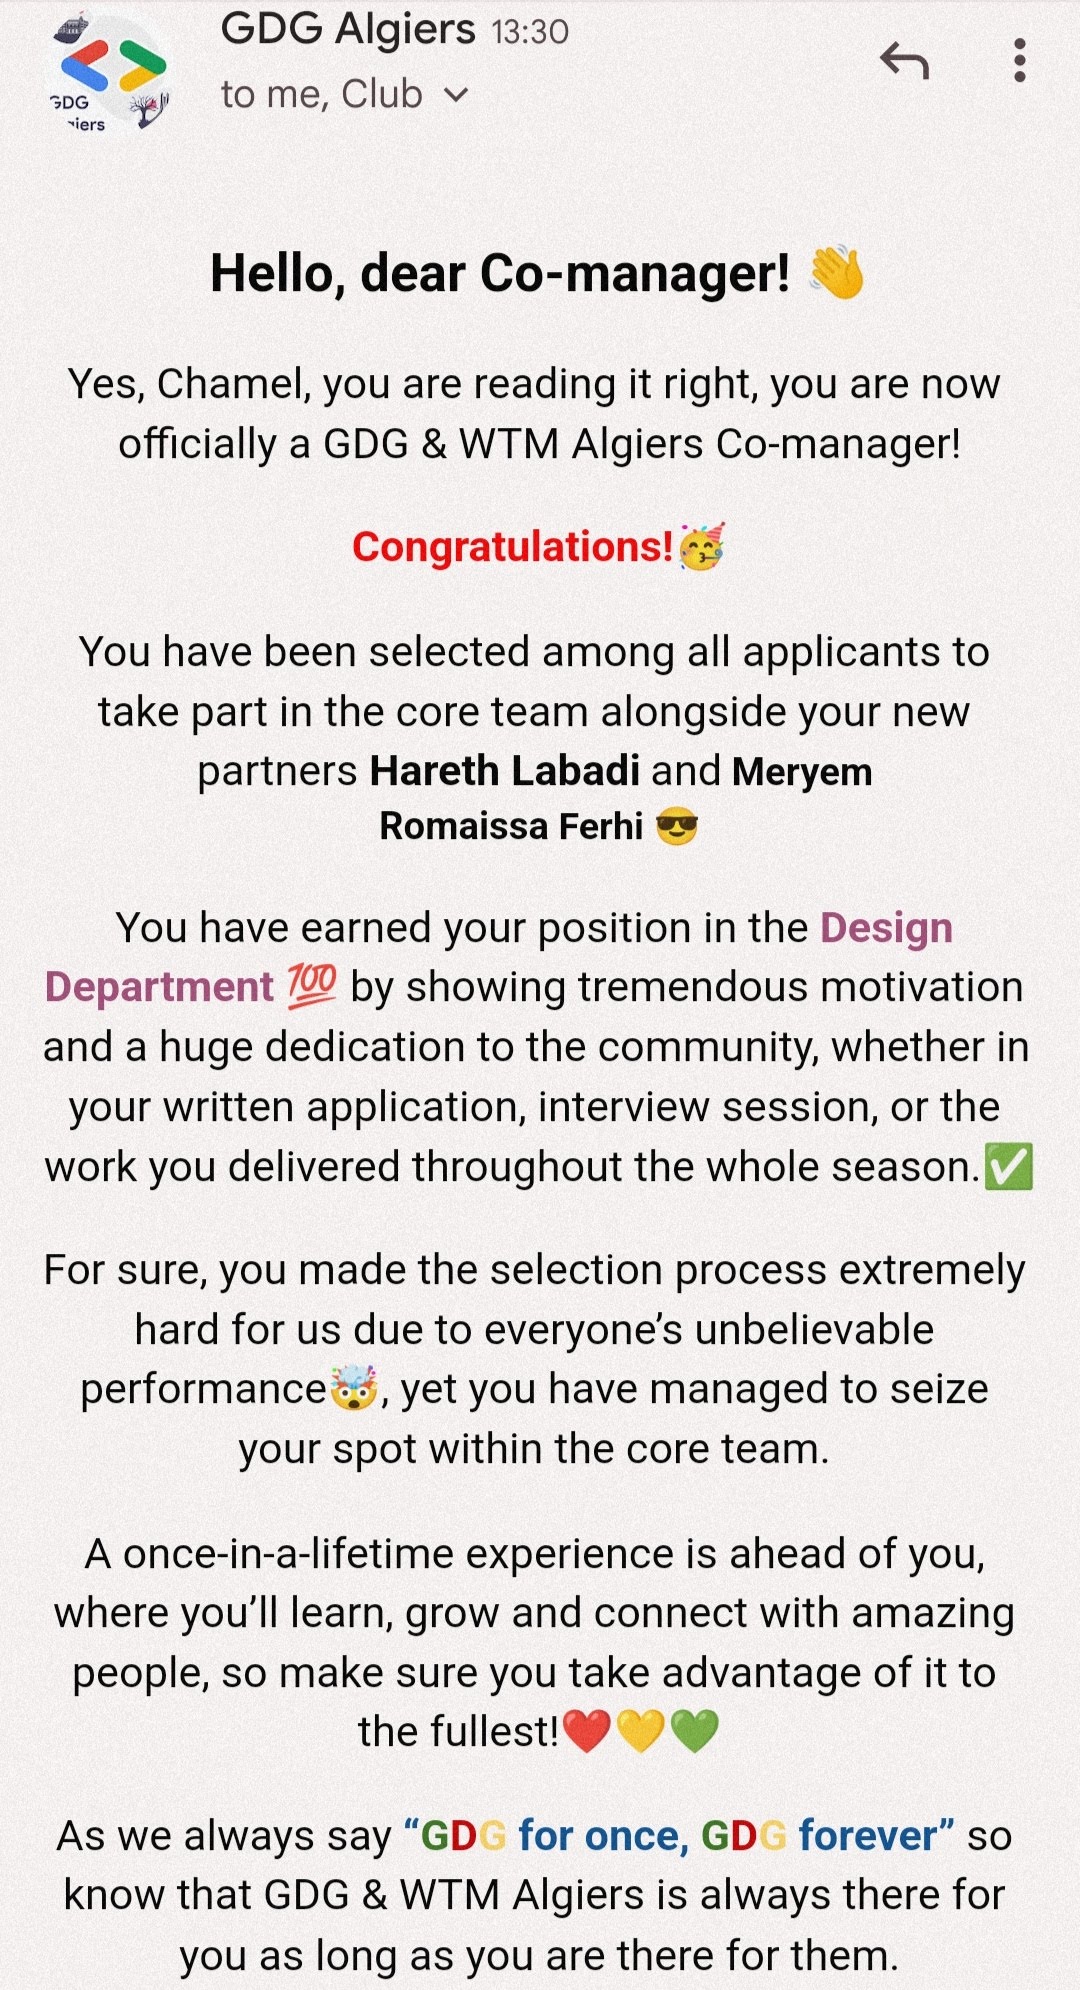 GDG Algiers 13:30
to me, Club
GDG
Hello, dear Co-manager! 👋
Yes, Chamel, you are reading it right, you are now
officially a GDG & WTM Algiers Co-manager!
Congratulations!🥳
You have been selected among all applicants to
take part in the core team alongside your new
partners Hareth Labadi and Meryem
Romaissa Ferhi 😎
You have earned your position in the Design
Department 💯 by showing tremendous motivation
and a huge dedication to the community, whether in
your written application, interview session, or the
work you delivered throughout the whole season.✅
For sure, you made the selection process extremely
hard for us due to everyone’s unbelievable
performance🤯, yet you have managed to seize
your spot within the core team.
A once-in-a-lifetime experience is ahead of you,
where you’ll learn, grow and connect with amazing
people, so make sure you take advantage of it to
the fullest!❤️💛💚
As we always say “GDG for once, GDG forever” so
know that GDG & WTM Algiers is always there for
you as long as you are there for them.